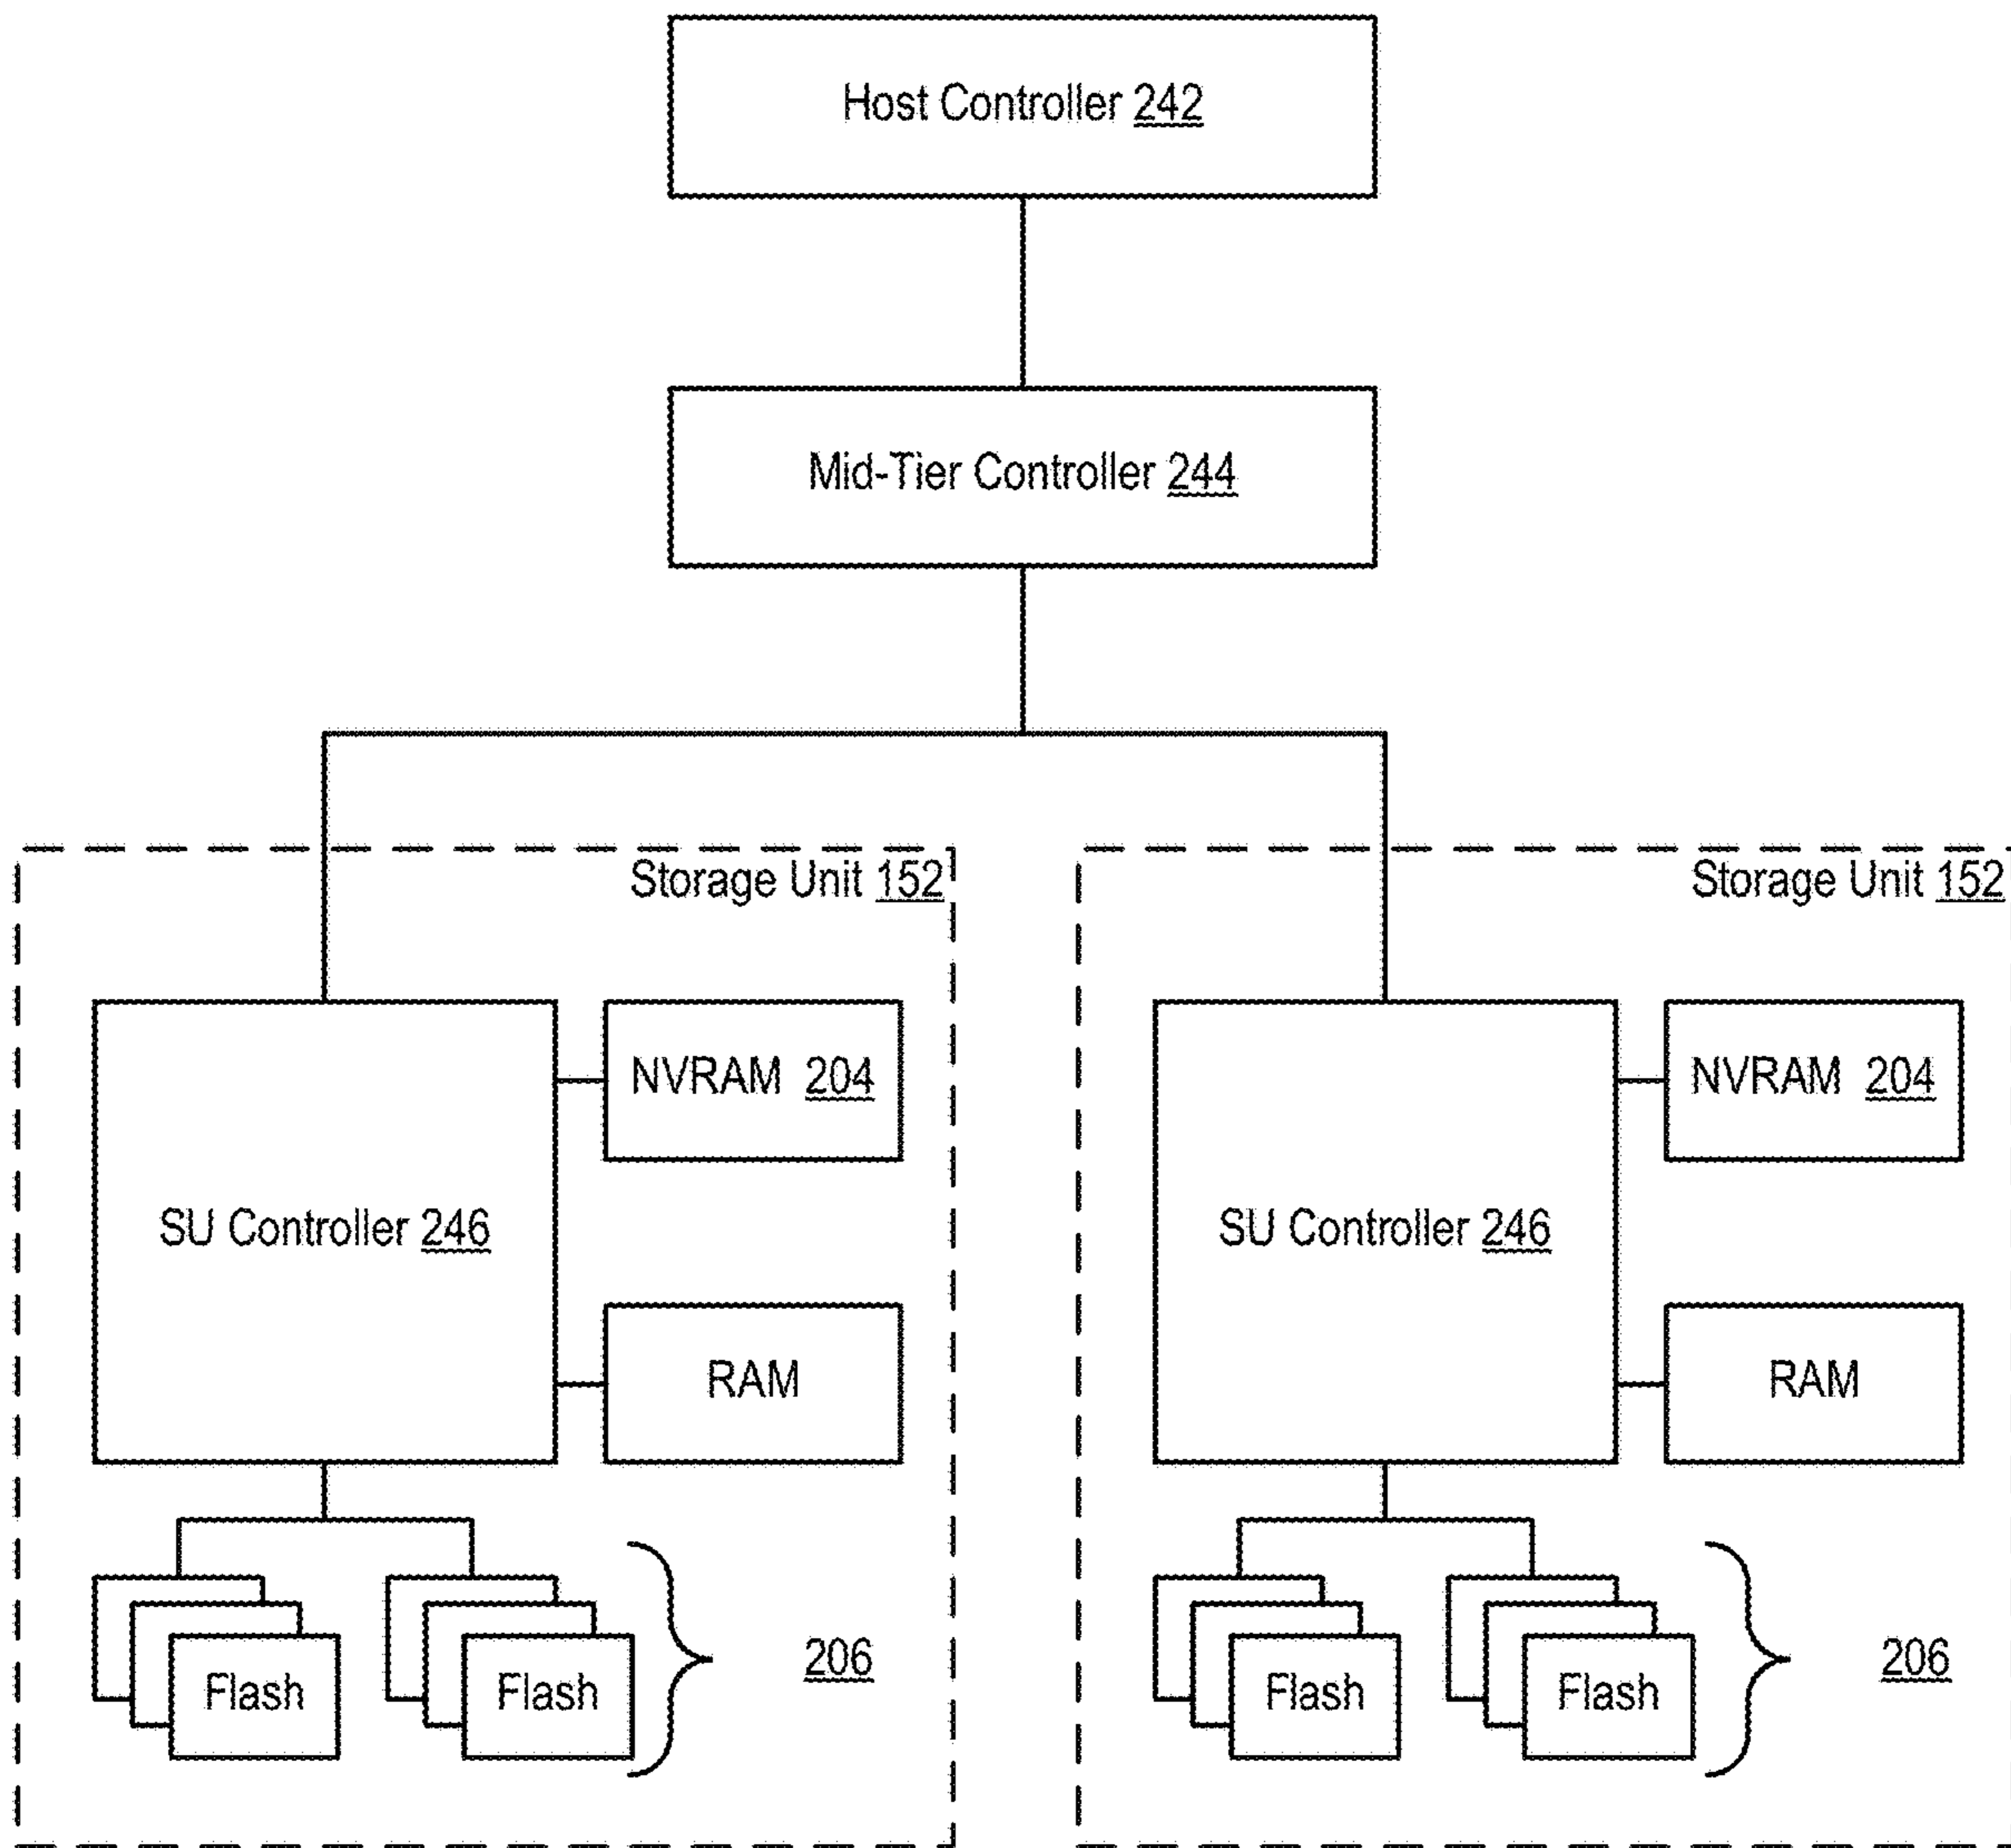 Host Controller 242
Mid-Tier Controller 244
Storage Unit 152
NVRAM 204
SU Controller 246
RAM
Flash
Flash
206
Storage Unit 152
NVRAM 204
SU Controller 246
RAM
Flash
Flash
206